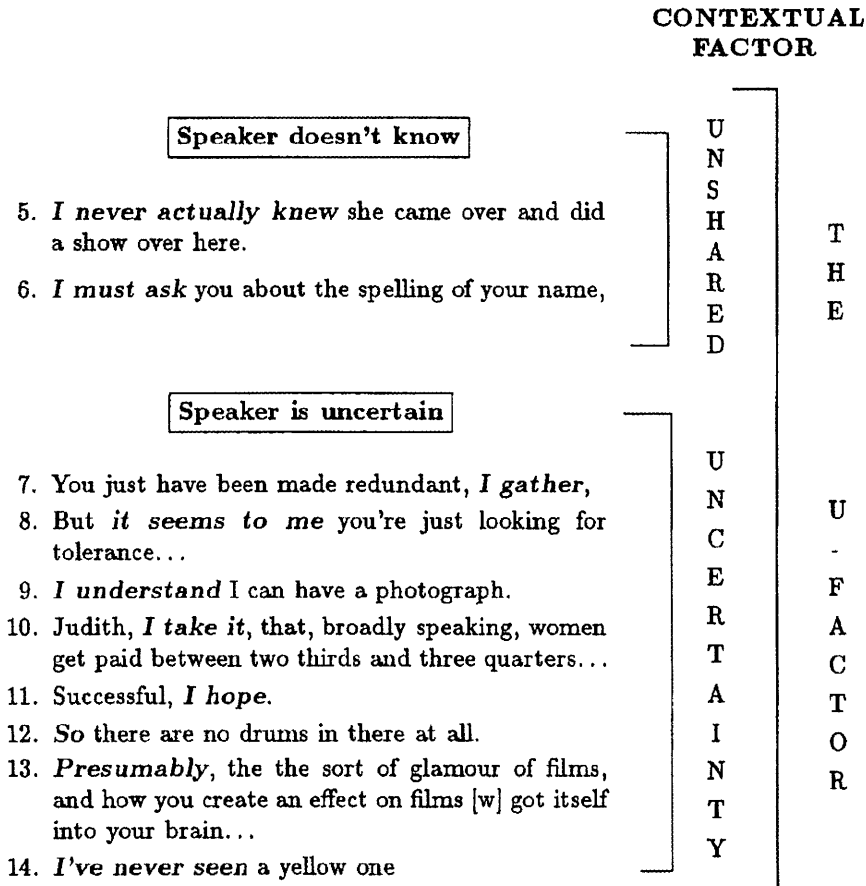 CONTEXTUAL
FACTOR
Speaker doesn't know
5. I never actually knew she came over and did
a show over here.
6. I must ask you about the spelling of your name,
UNSHARED
Speaker is uncertain
7. You just have been made redundant, I gather,
8. But it seems to me you're just looking for
tolerance...
9. I understand I can have a photograph.
10. Judith, I take it, that, broadly speaking, women
get paid between two thirds and three quarters...
11. Successful, I hope.
12. So there are no drums in there at all.
13. Presumably, the the sort of glamour of films,
and how you create an effect on films [w] got itself
into your brain...
14. I've never seen a yellow one
UNCERTAINTY
THE
U-FACTOR